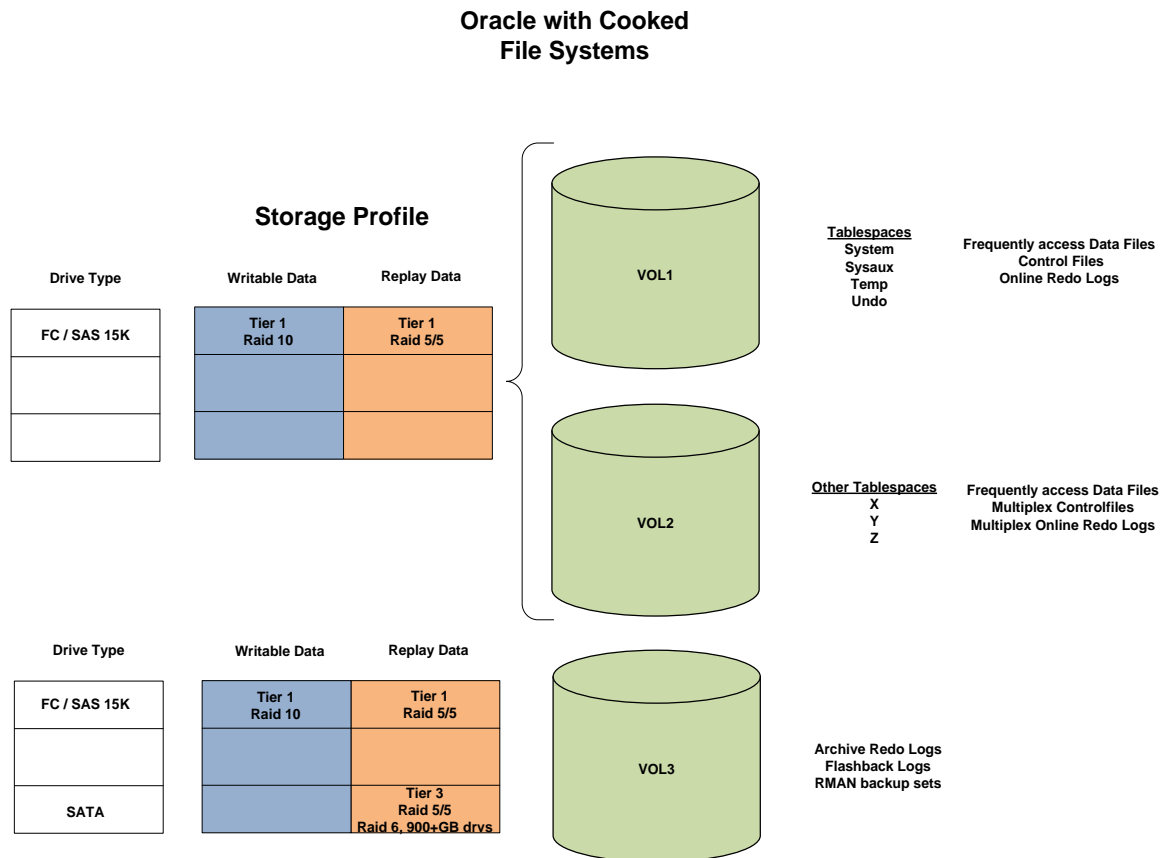 Oracle with Cooked
File Systems
Storage Profile
Drive Type
Writable Data
Replay Data
FC / SAS 15K
Tier 1
Raid 10
Tier 1
Raid 5/5
VOL1
Tablespaces
System
Sysaux
Temp
Undo
Frequently access Data Files
Control Files
Online Redo Logs
VOL2
Other Tablespaces
X
Y
Z
Frequently access Data Files
Multiplex Controlfiles
Multiplex Online Redo Logs
Drive Type
Writable Data
Replay Data
FC / SAS 15K
Tier 1
Raid 10
Tier 1
Raid 5/5
SATA
Tier 3
Raid 5/5
Raid 6, 900+GB drvs
VOL3
Archive Redo Logs
Flashback Logs
RMAN backup sets